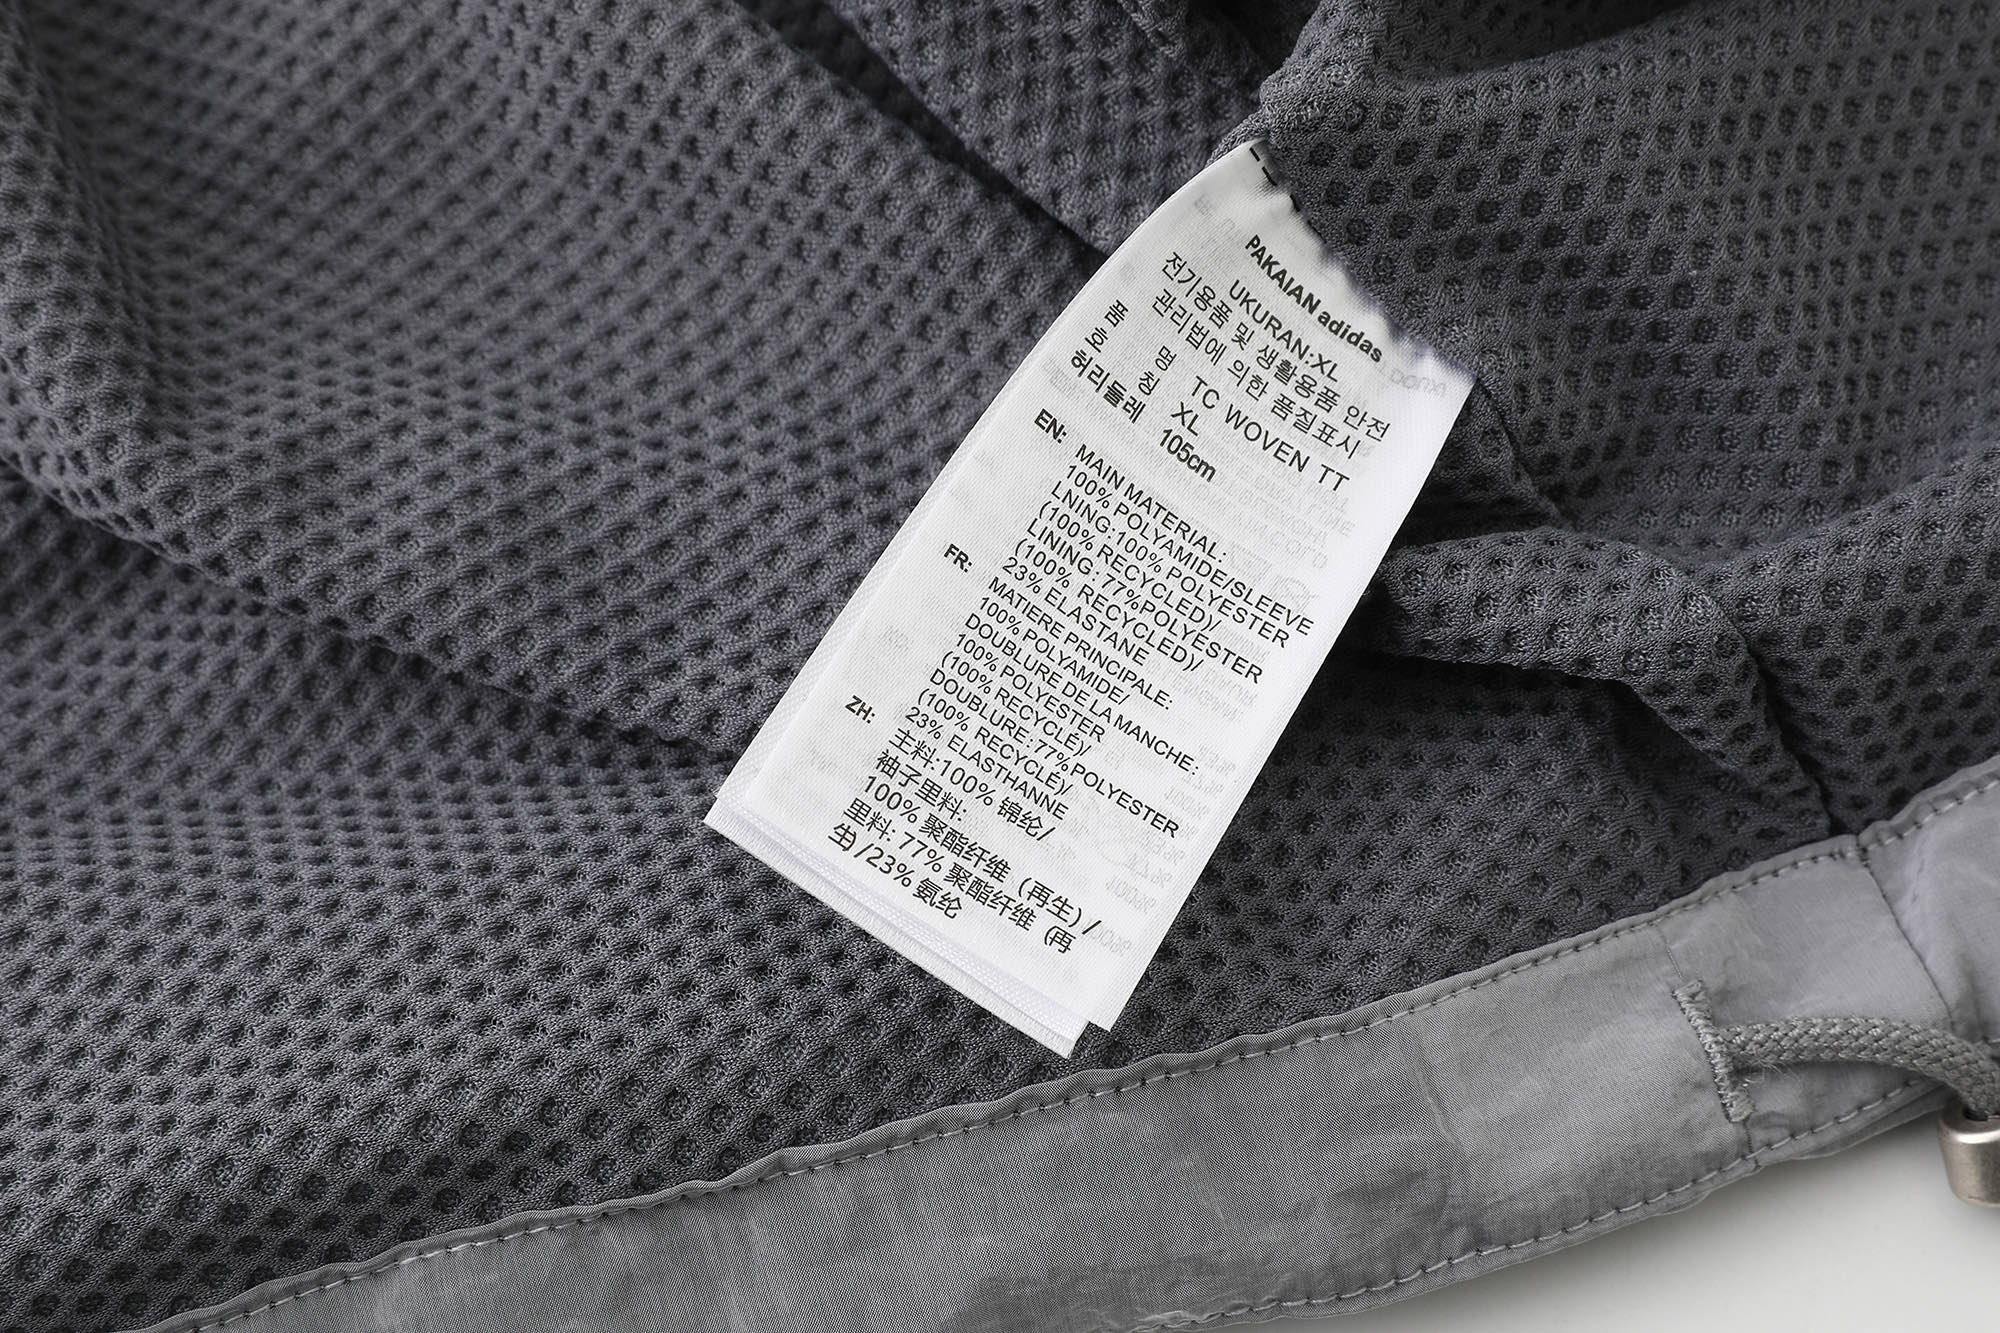 PAKAIAN adidas
UKURAN:XL
전기용품 및 생활용품 안전
관리법에 의한 품질표시
품 명 TC WOVEN TT
호 칭 XL
허리둘레 105cm
EN: MAIN MATERIAL:
100% POLYAMIDE/SLEEVE
LNING:100% POLYESTER
(100% RECYCLED)/
LINING: 77%POLYESTER
(100% RECYCLED)/
23% ELASTANE
FR: MATIERE PRINCIPALE:
100% POLYAMIDE/
DOUBLURE DE LA MANCHE:
100% POLYESTER
(100% RECYCLÉ)/
DOUBLURE:77%POLYESTER
(100% RECYCLÉ)/
23% ELASTHANNE
ZH: 主料:100% 锦纶/
袖子里料:
100% 聚酯纤维 (再生)/
里料: 77% 聚酯纤维 (再
生)/23% 氨纶